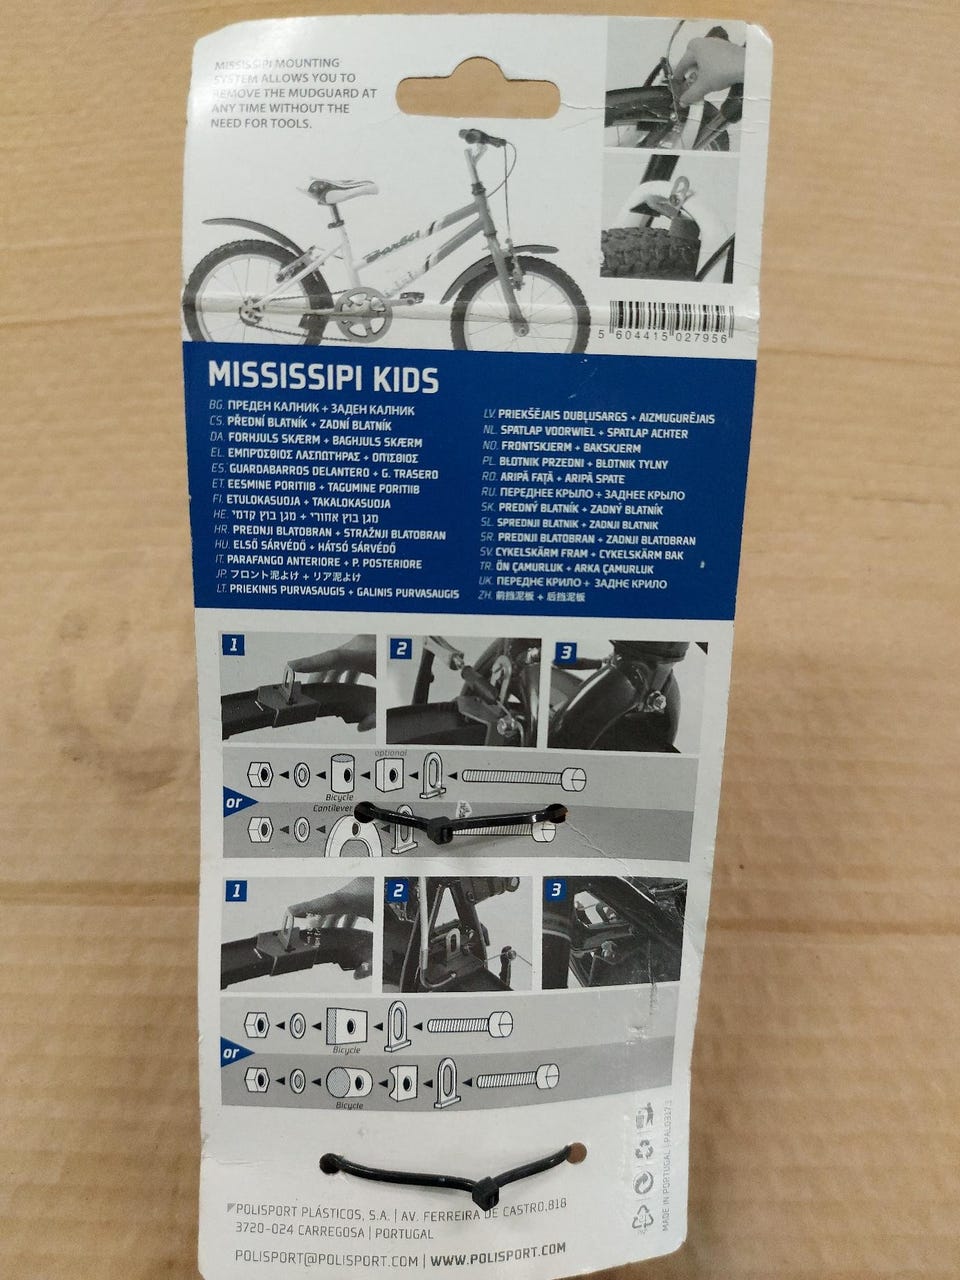 MISSISSIPI MOUNTING
SYSTEM ALLOWS YOU TO
REMOVE THE MUDGUARD AT
ANY TIME WITHOUT THE
NEED FOR TOOLS.
5 604415 027956
MISSISSIPI KIDS
BG. ПРЕДЕН КАЛНИК + ЗАДЕН КАЛНИК
CS. PŘEDNÍ BLATNÍK + ZADNÍ BLATNÍK
DA. FORHJULS SKÆRM + BAGHJULS SKÆRM
EL. ΕΜΠΡΟΣΘΙΟΣ ΛΑΣΠΩΤΗΡΑΣ + ΟΠΙΣΘΙΟΣ
ES. GUARDABARROS DELANTERO + G. TRASERO
ET. EESMINE PORITIIB + TAGUMINE PORITIIB
FI. ETULOKASUOJA + TAKALOKASUOJA
HE. מגן בוץ אחורי + מגן בוץ קדמי
HR. PREDNJI BLATOBRAN + STRAŽNJI BLATOBRAN
HU. ELSŐ SÁRVÉDŐ + HÁTSÓ SÁRVÉDŐ
IT. PARAFANGO ANTERIORE + P. POSTERIORE
JP. フロント泥よけ + リア泥よけ
LT. PRIEKINIS PURVASAUGIS + GALINIS PURVASAUGIS
LV. PRIEKŠĒJAIS DUBĻUSARGS + AIZMUGURĒJAIS
NL. SPATLAP VOORWIEL + SPATLAP ACHTER
NO. FRONTSKJERM + BAKSKJERM
PL. BŁOTNIK PRZEDNI + BŁOTNIK TYLNY
RO. ARIPĂ FAȚĂ + ARIPĂ SPATE
RU. ПЕРЕДНЕЕ КРЫЛО + ЗАДНЕЕ КРЫЛО
SK. PREDNÝ BLATNÍK + ZADNÝ BLATNÍK
SL. SPREDNJI BLATNIK + ZADNJI BLATNIK
SR. PREDNJI BLATOBRAN + ZADNJI BLATOBRAN
SV. CYKELSKÄRM FRAM + CYKELSKÄRM BAK
TR. ÖN ÇAMURLUK + ARKA ÇAMURLUK
UK. ПЕРЕДНЄ КРИЛО + ЗАДНЄ КРИЛО
ZH. 前挡泥板 + 后挡泥板
1 2 3
optional
Bicycle
or
Cantilever
1 2 3
Bicycle
or
Bicycle
POLISPORT PLÁSTICOS, S.A. | AV. FERREIRA DE CASTRO,818
3720-024 CARREGOSA | PORTUGAL
POLISPORT@POLISPORT.COM | WWW.POLISPORT.COM
MADE IN PORTUGAL